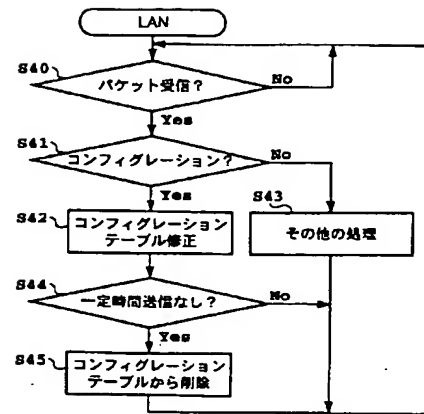 LAN
S40
パケット受信？
No
Yes
S41
コンフィグレーション？
No
Yes
S42
コンフィグレーション
テーブル修正
S43
その他の処理
S44
一定時間送信なし？
No
Yes
S45
コンフィグレーション
テーブルから削除